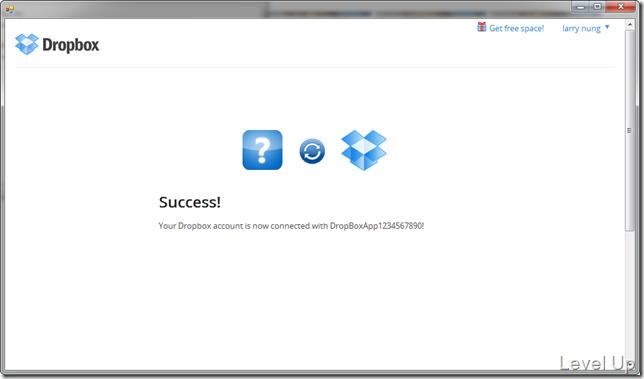 Get free space!
larry nung
Dropbox
?
Success!
Your Dropbox account is now connected with DropBoxApp1234567890!
Level Up